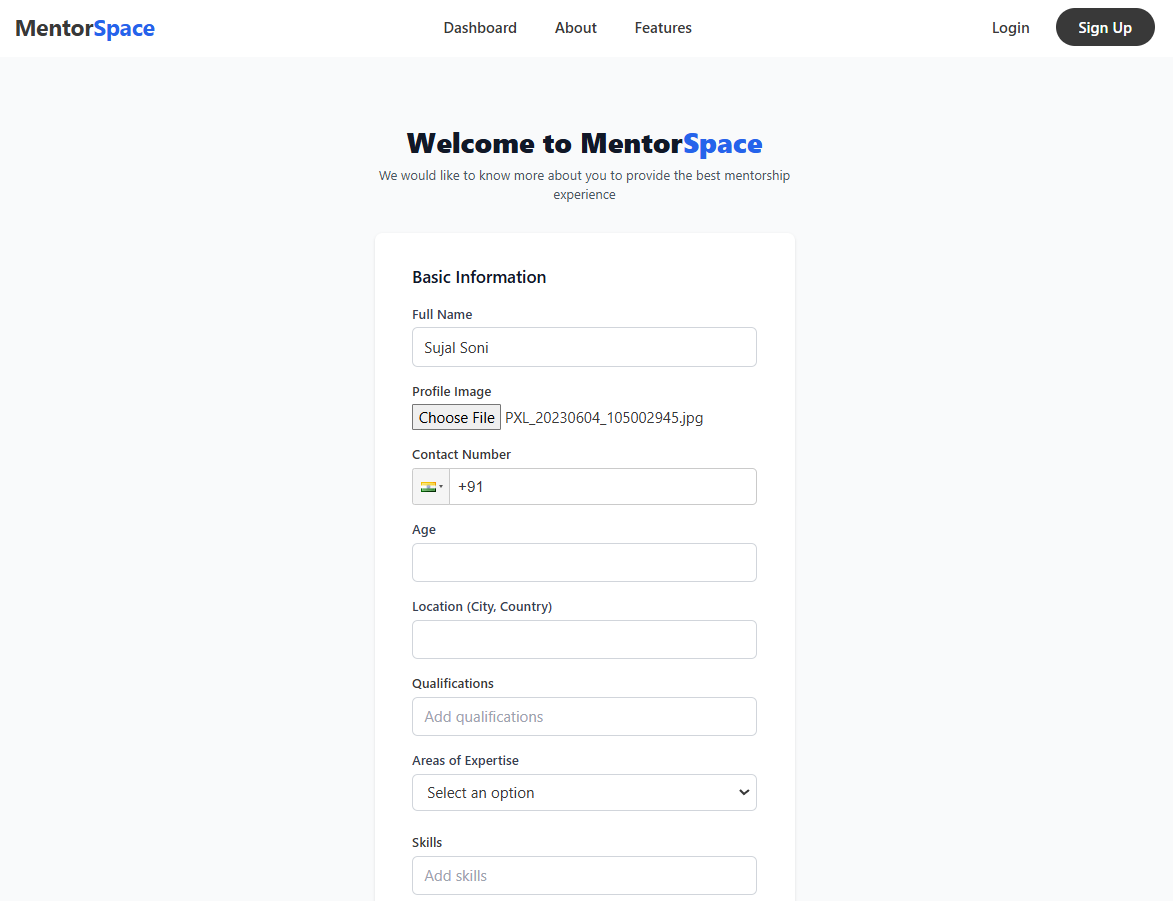 MentorSpace Dashboard About Features Login Sign Up
Welcome to MentorSpace
We would like to know more about you to provide the best mentorship
experience
Basic Information
Full Name
Sujal Soni
Profile Image
Choose File PXL_20230604_105002945.jpg
Contact Number
+91
Age
Location (City, Country)
Qualifications
Add qualifications
Areas of Expertise
Select an option
Skills
Add skills